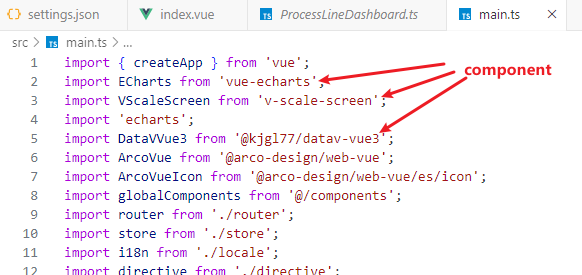 settings.json index.vue TS ProcessLineDashboard.ts TS main.ts
src > TS main.ts > ...
1 import { createApp } from 'vue';
2 import ECharts from 'vue-echarts';
component
3 import VScaleScreen from 'v-scale-screen';
4 import 'echarts';
5 import DataVVue3 from '@kjgl77/datav-vue3';
6 import ArcoVue from '@arco-design/web-vue';
7 import ArcoVueIcon from '@arco-design/web-vue/es/icon';
8 import globalComponents from '@/components';
9 import router from './router';
10 import store from './store';
11 import i18n from './locale';
12 import directive from './directive';